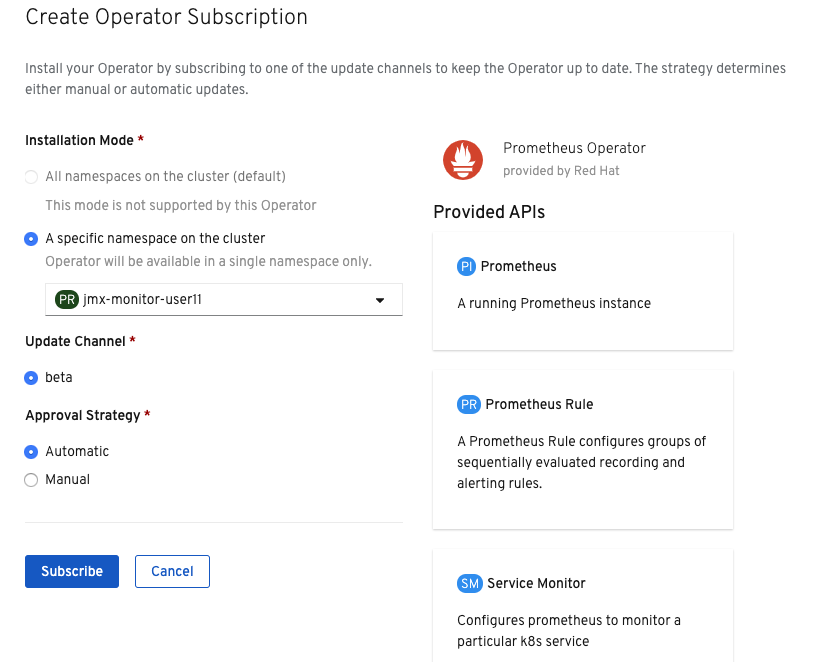 Create Operator Subscription
Install your Operator by subscribing to one of the update channels to keep the Operator up to date. The strategy determines
either manual or automatic updates.
Installation Mode *
All namespaces on the cluster (default)
This mode is not supported by this Operator
A specific namespace on the cluster
Operator will be available in a single namespace only.
PR jmx-monitor-user11
Update Channel *
beta
Approval Strategy *
Automatic
Manual
Subscribe
Cancel
Prometheus Operator
provided by Red Hat
Provided APIs
PI Prometheus
A running Prometheus instance
PR Prometheus Rule
A Prometheus Rule configures groups of
sequentially evaluated recording and
alerting rules.
SM Service Monitor
Configures prometheus to monitor a
particular k8s service